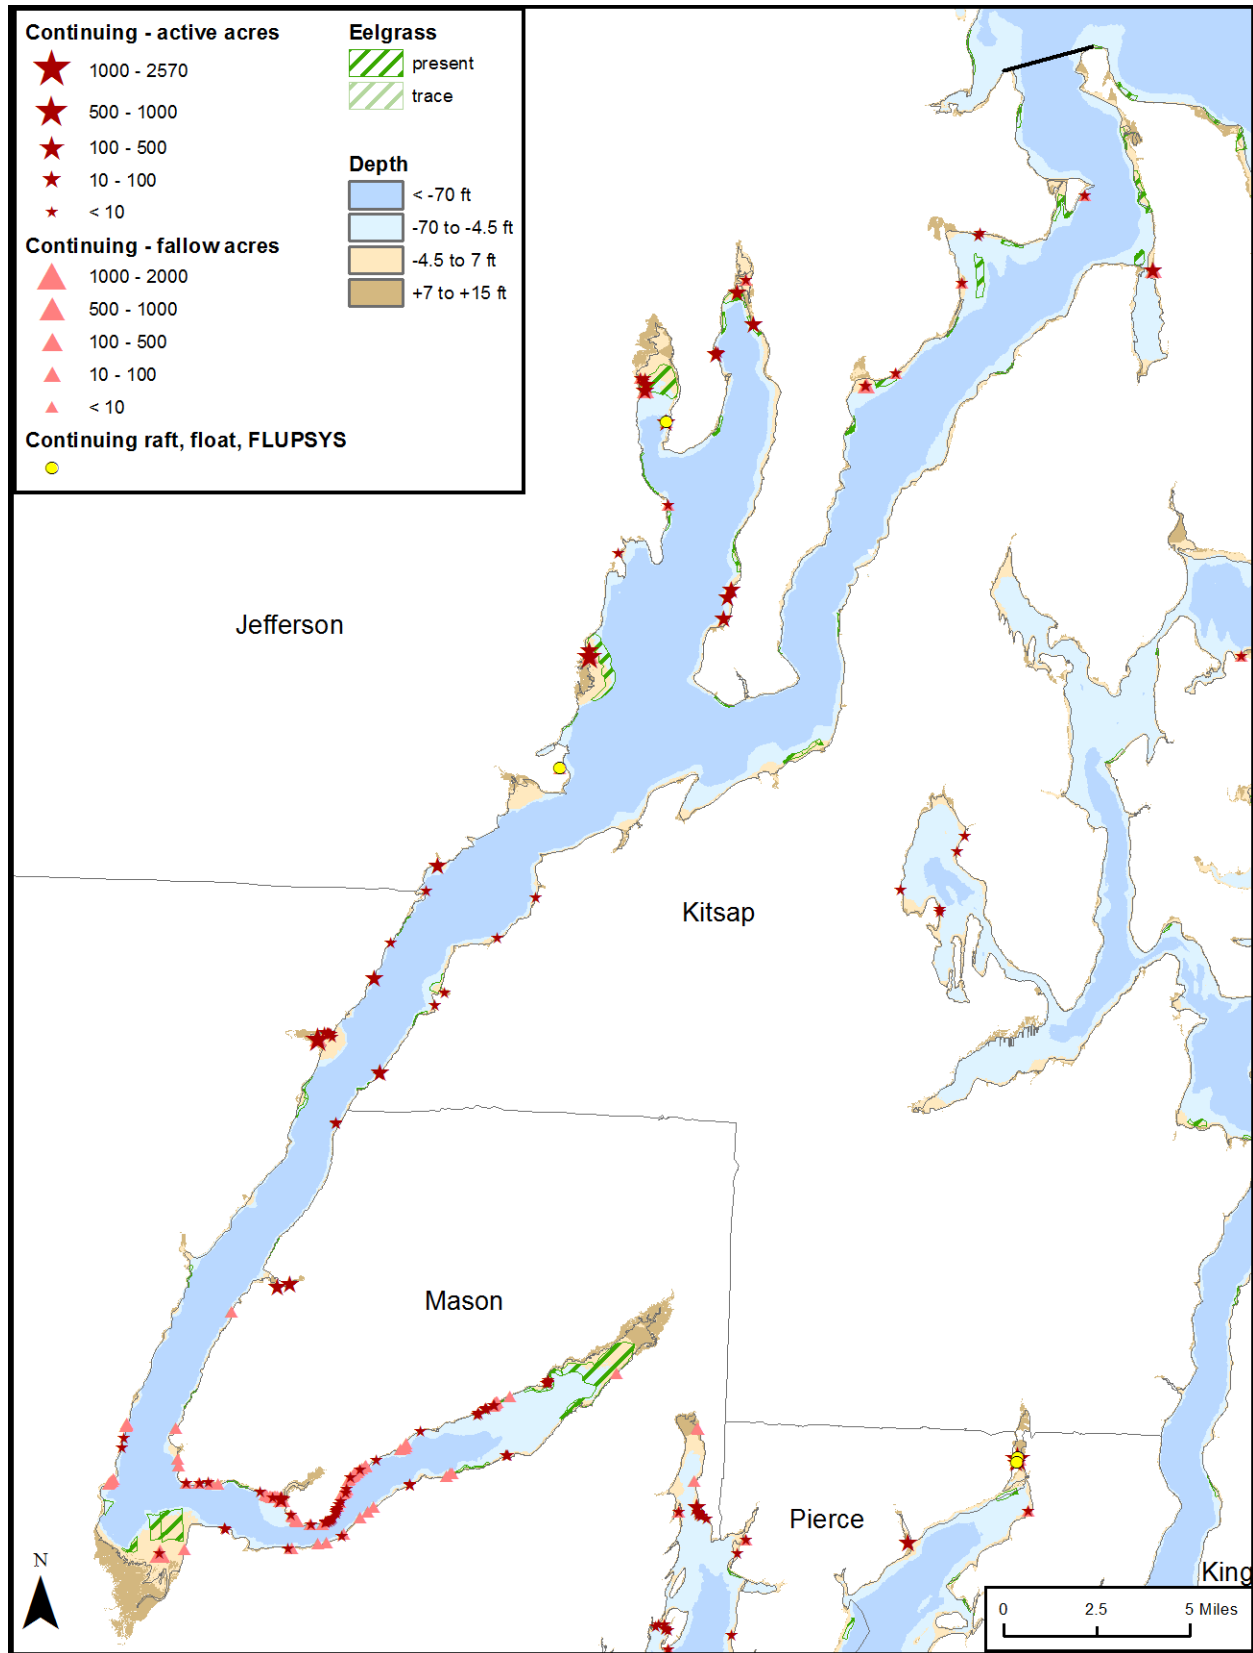 Continuing - active acres
1000 - 2570
500 - 1000
100 - 500
10 - 100
< 10
Continuing - fallow acres
1000 - 2000
500 - 1000
100 - 500
10 - 100
< 10
Continuing raft, float, FLUPSYS
Eelgrass
present
trace
Depth
< -70 ft
-70 to -4.5 ft
-4.5 to 7 ft
+7 to +15 ft
Jefferson
Kitsap
Mason
Pierce
King
N
0 2.5 5 Miles